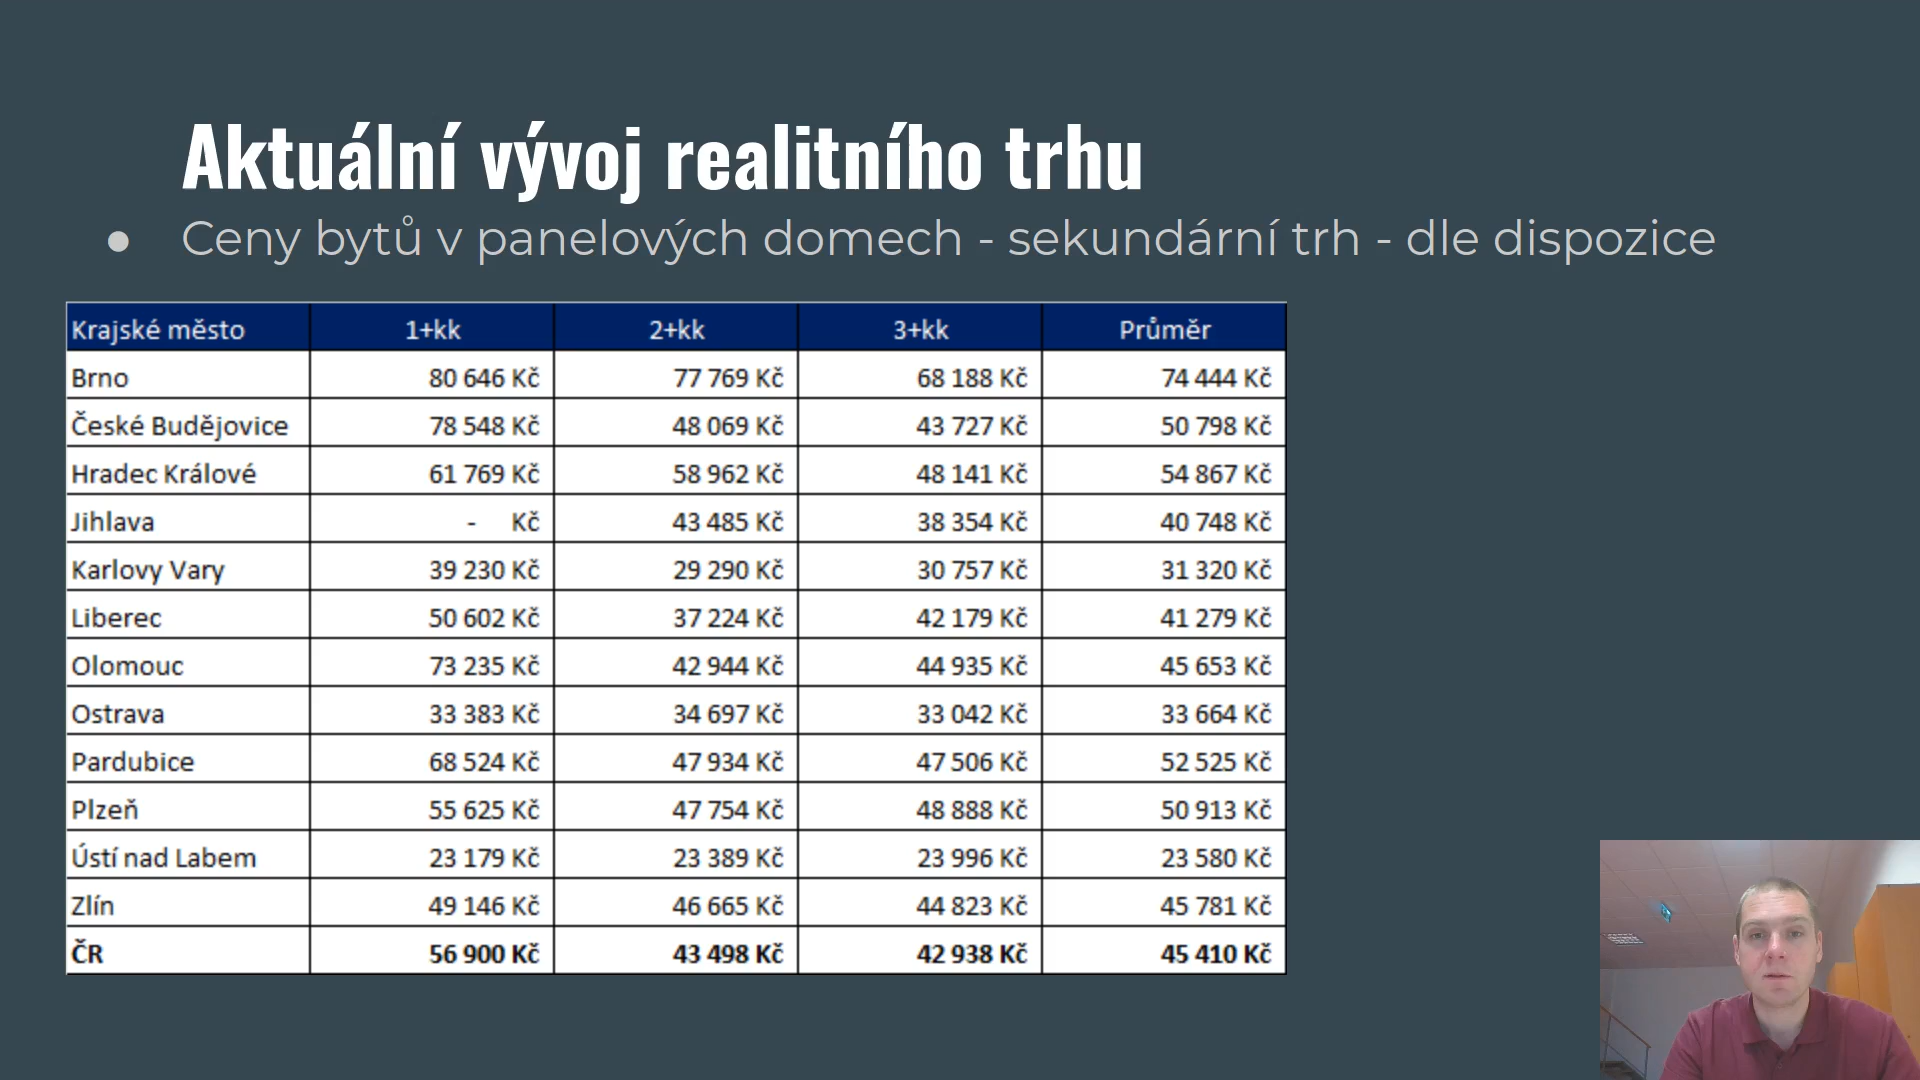 Aktuální vývoj realitního trhu
● Ceny bytů v panelových domech - sekundární trh - dle dispozice
Krajské město 1+kk 2+kk 3+kk Průměr
Brno 80 646 Kč 77 769 Kč 68 188 Kč 74 444 Kč
České Budějovice 78 548 Kč 48 069 Kč 43 727 Kč 50 798 Kč
Hradec Králové 61 769 Kč 58 962 Kč 48 141 Kč 54 867 Kč
Jihlava - Kč 43 485 Kč 38 354 Kč 40 748 Kč
Karlovy Vary 39 230 Kč 29 290 Kč 30 757 Kč 31 320 Kč
Liberec 50 602 Kč 37 224 Kč 42 179 Kč 41 279 Kč
Olomouc 73 235 Kč 42 944 Kč 44 935 Kč 45 653 Kč
Ostrava 33 383 Kč 34 697 Kč 33 042 Kč 33 664 Kč
Pardubice 68 524 Kč 47 934 Kč 47 506 Kč 52 525 Kč
Plzeň 55 625 Kč 47 754 Kč 48 888 Kč 50 913 Kč
Ústí nad Labem 23 179 Kč 23 389 Kč 23 996 Kč 23 580 Kč
Zlín 49 146 Kč 46 665 Kč 44 823 Kč 45 781 Kč
ČR 56 900 Kč 43 498 Kč 42 938 Kč 45 410 Kč